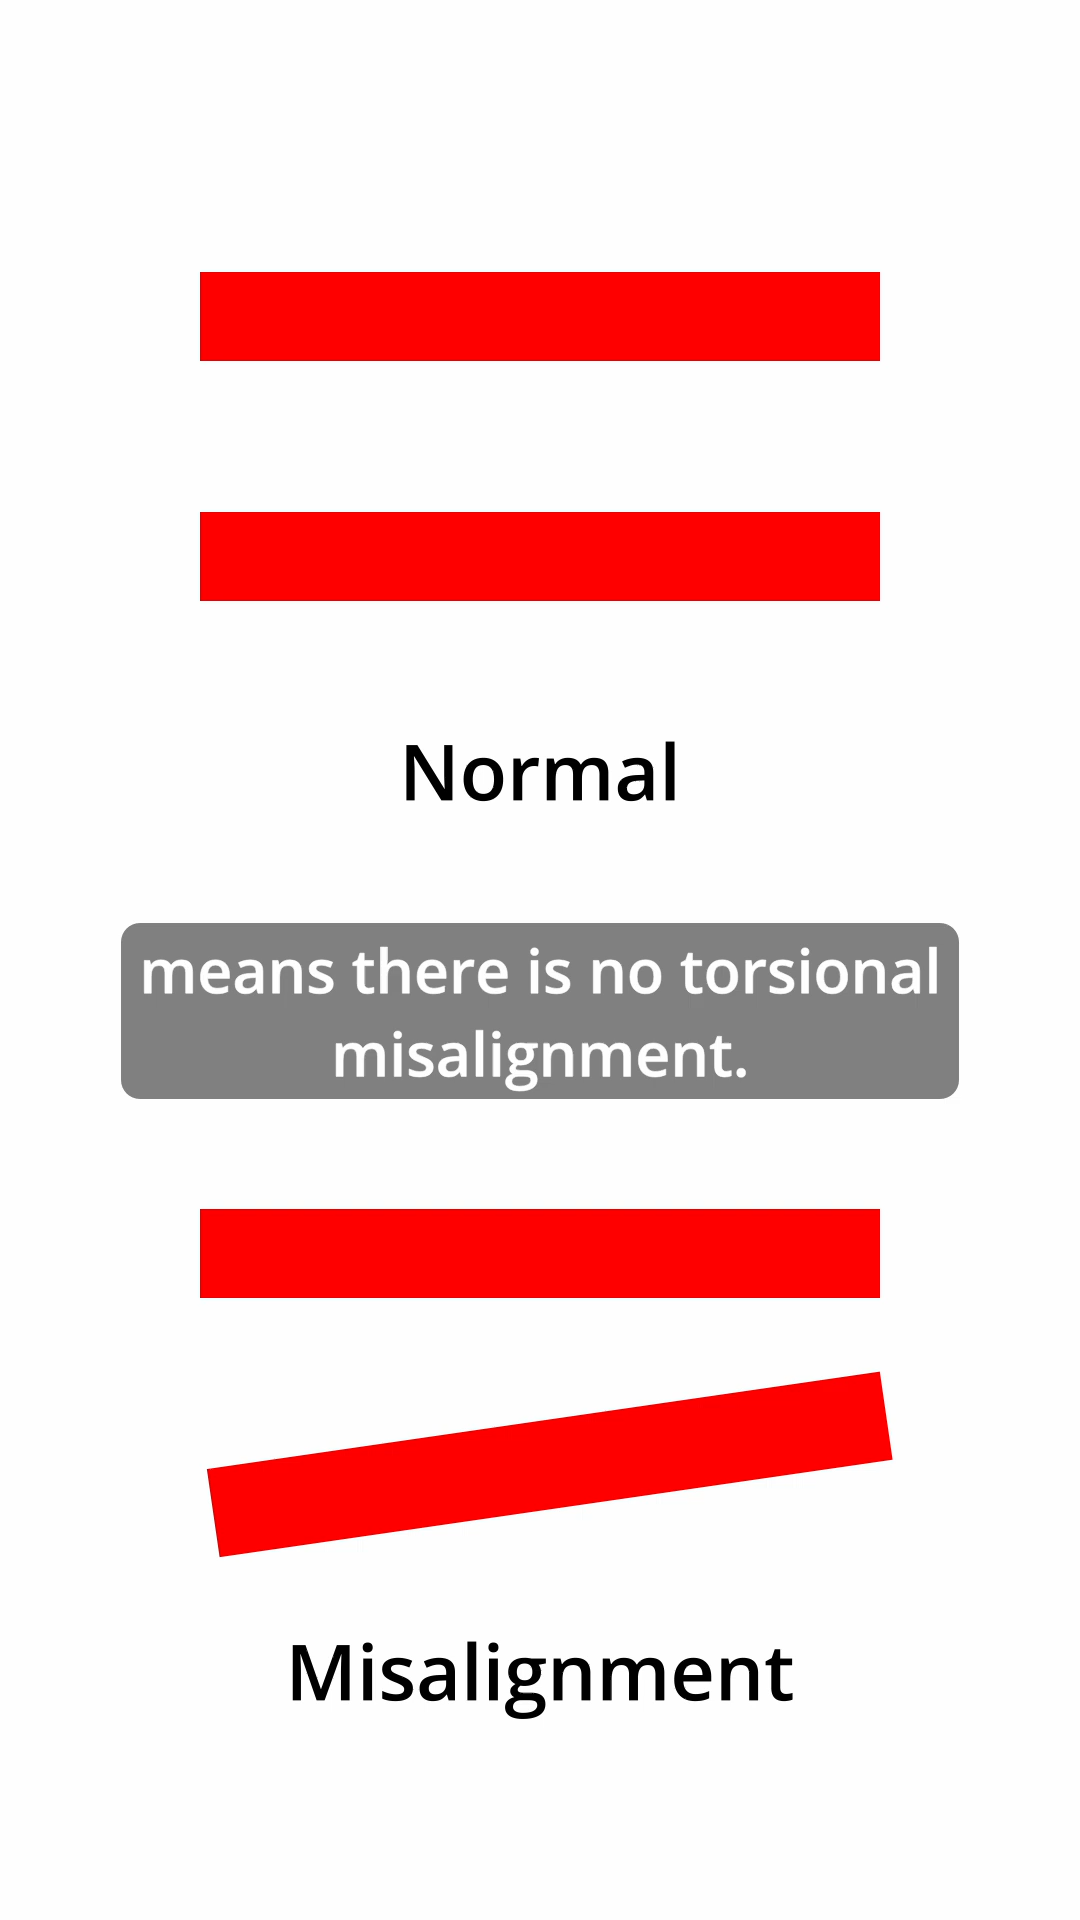 Normal
means there is no torsional
misalignment.
Misalignment